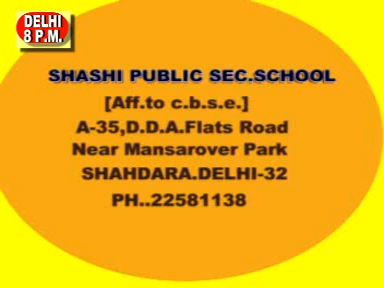 DELHI
8 P.M.
SHASHI PUBLIC SEC.SCHOOL
[Aff.to c.b.s.e.]
A-35,D.D.A.Flats Road
Near Mansarover Park
SHAHDARA.DELHI-32
PH..22581138